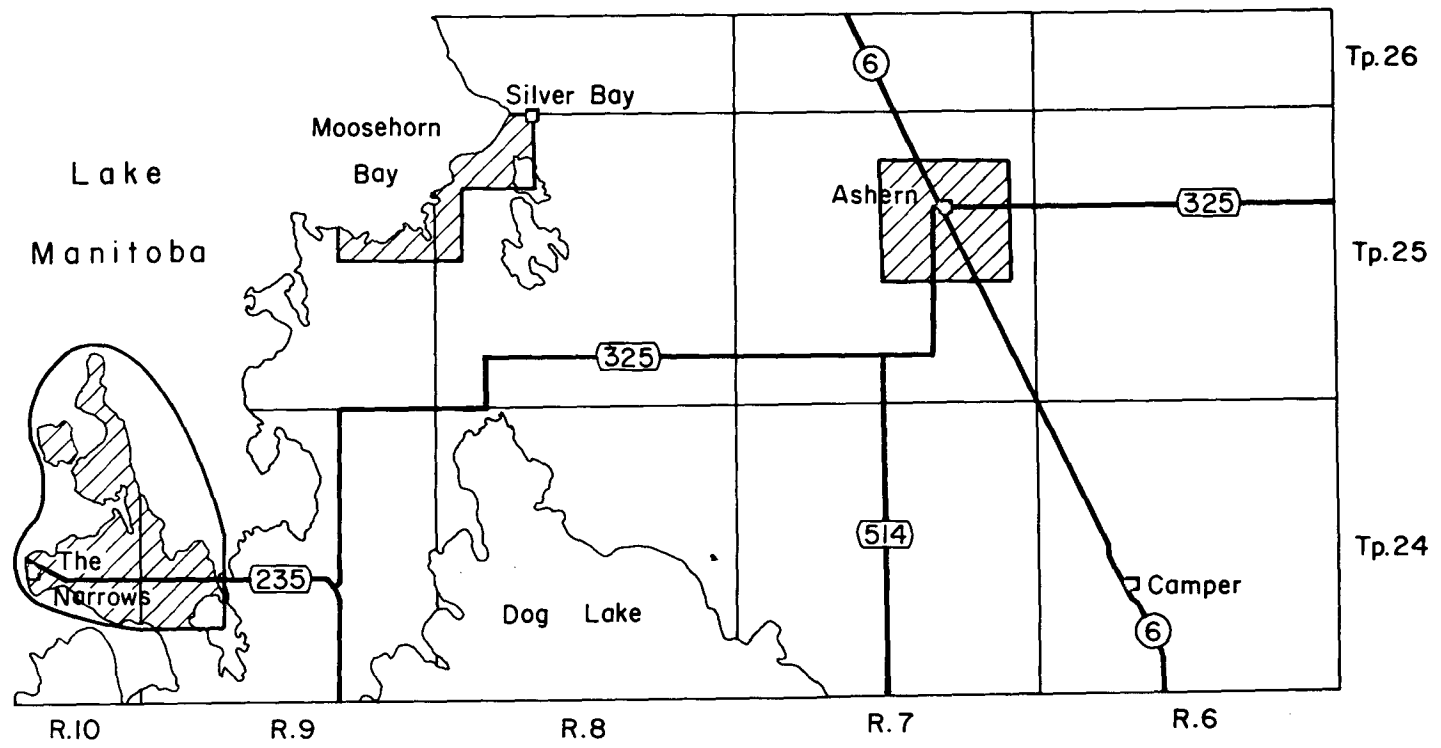 Tp.26
6
Silver Bay
Moosehorn
Bay
Lake
Manitoba
Ashern
325
Tp.25
325
514
Tp.24
The
Narrows
235
Camper
Dog Lake
6
R.10
R.9
R.8
R.7
R.6